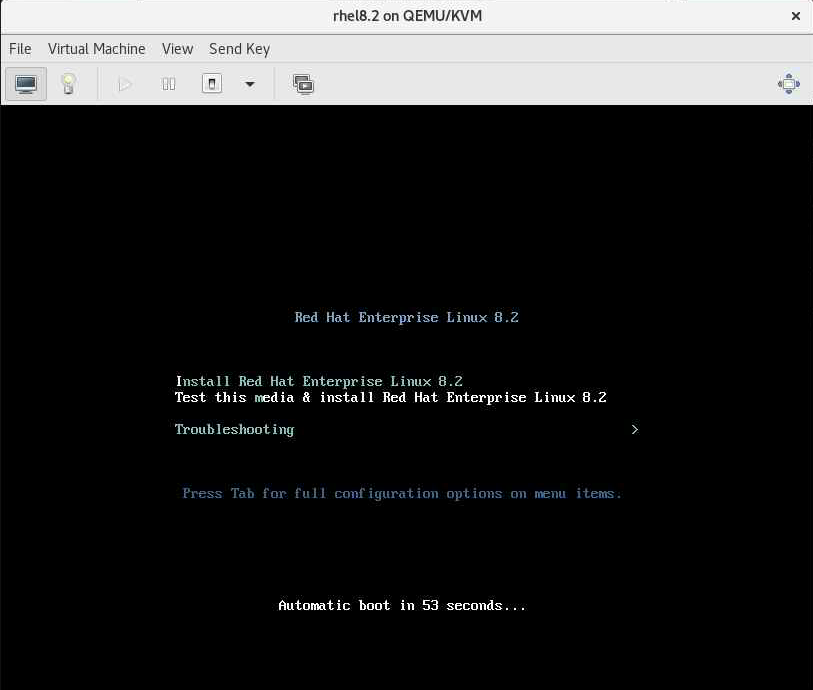 rhel8.2 on QEMU/KVM
File Virtual Machine View Send Key
Red Hat Enterprise Linux 8.2
Install Red Hat Enterprise Linux 8.2
Test this media & install Red Hat Enterprise Linux 8.2
Troubleshooting >
Press Tab for full configuration options on menu items.
Automatic boot in 53 seconds...